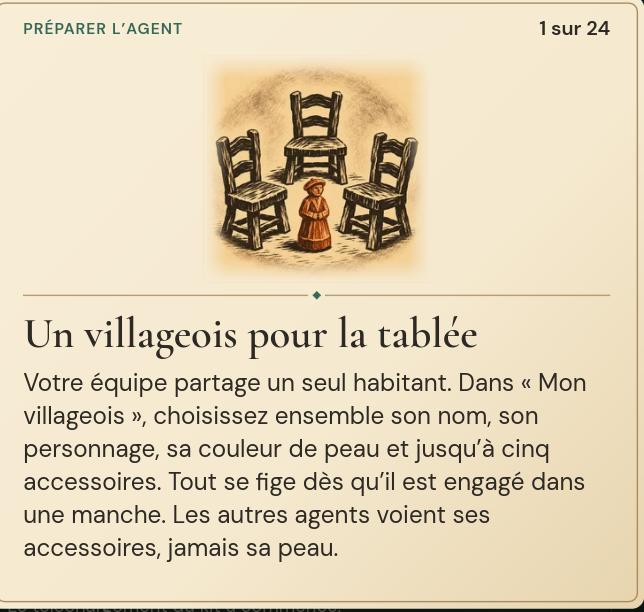 PRÉPARER L’AGENT
1 sur 24
Un villageois pour la tablée
Votre équipe partage un seul habitant. Dans « Mon
villageois », choisissez ensemble son nom, son
personnage, sa couleur de peau et jusqu’à cinq
accessoires. Tout se fige dès qu’il est engagé dans
une manche. Les autres agents voient ses
accessoires, jamais sa peau.